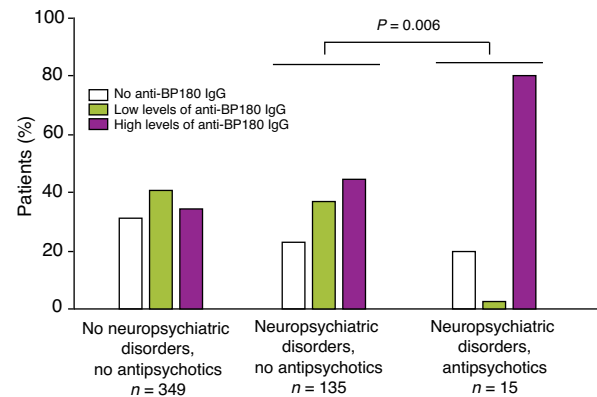 P = 0.006
100
80
60
40
20
0
Patients (%)
No anti-BP180 IgG
Low levels of anti-BP180 IgG
High levels of anti-BP180 IgG
No neuropsychiatric
disorders,
no antipsychotics
n = 349
Neuropsychiatric
disorders,
no antipsychotics
n = 135
Neuropsychiatric
disorders,
antipsychotics
n = 15